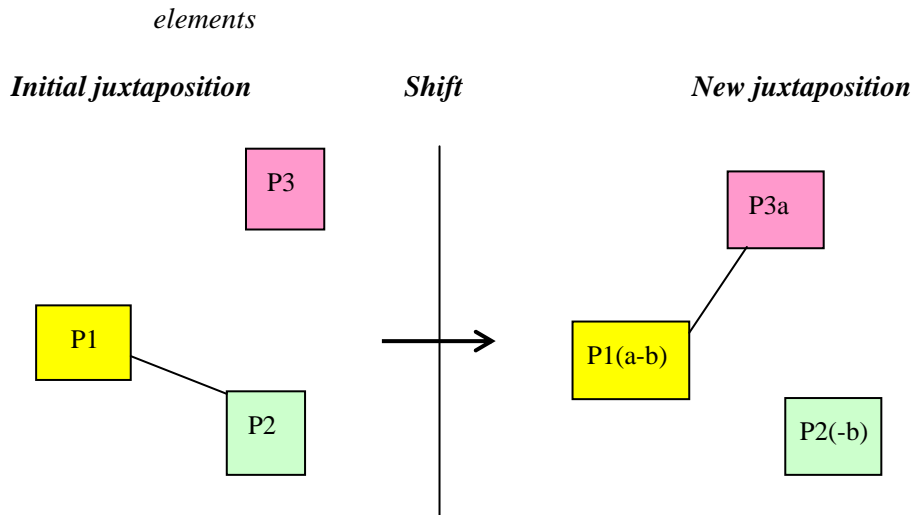 elements
Initial juxtaposition Shift New juxtaposition
P3
P3a
P1
P1(a-b)
P2
P2(-b)